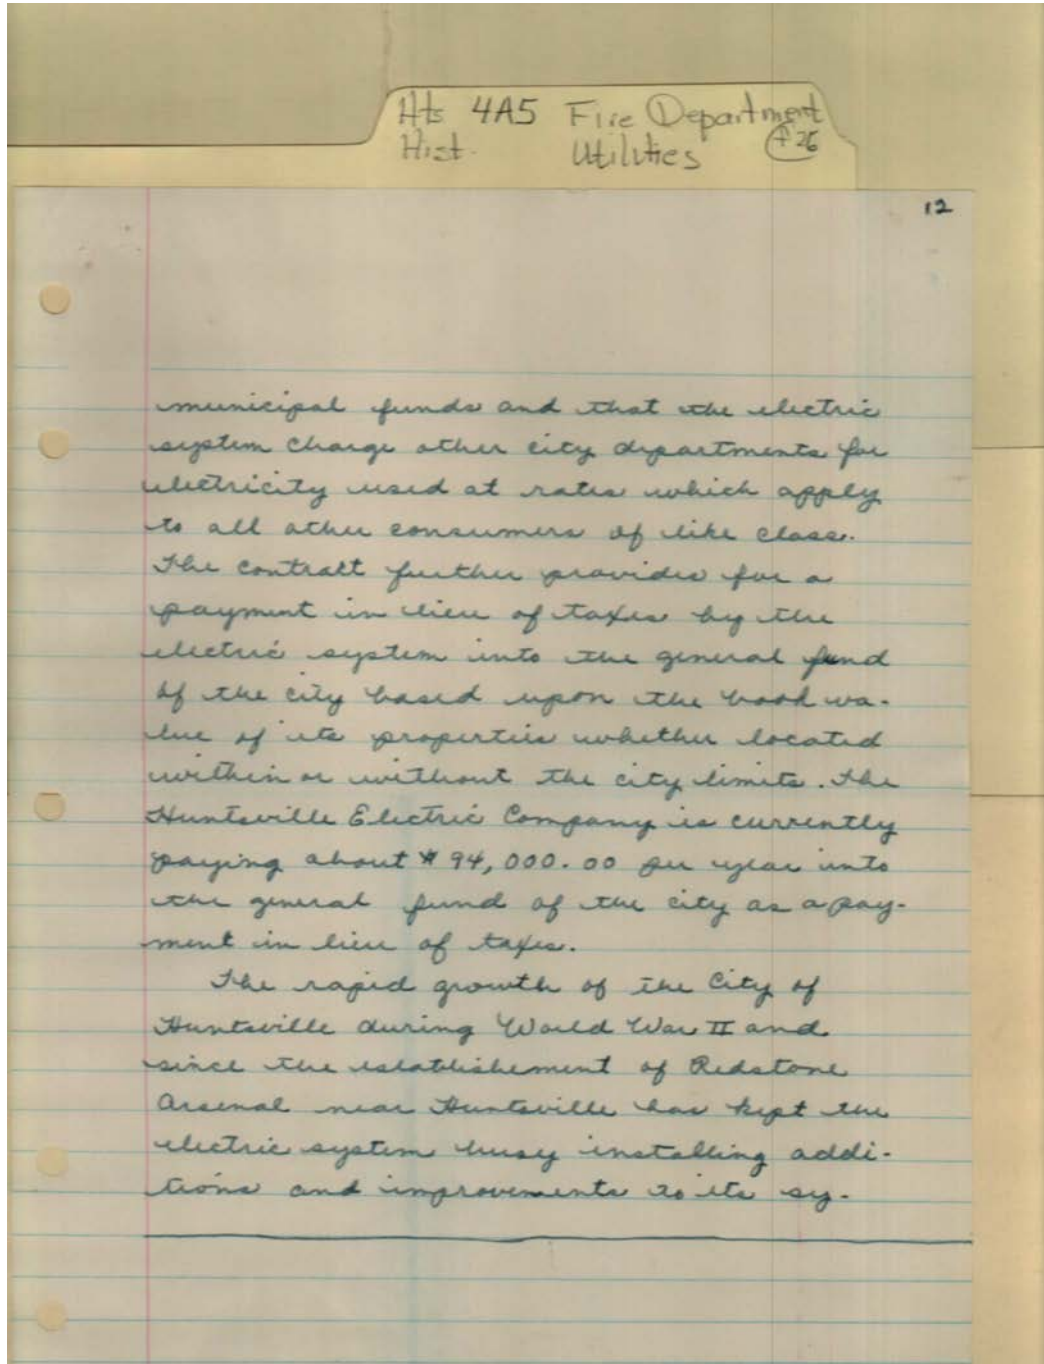 Hts 4A5 Fire Department
Hist. Utilities f 26
12
municipal funds and that the electric
system charge other city departments for
electricity used at rates which apply
to all other consumers of like class.
The contract further provides for a
payment in lieu of taxes by the
electric system into the general fund
of the city based upon the book va-
lue of its properties whether located
within or without the city limits. The
Huntsville Electric Company is currently
paying about $94,000.00 per year into
the general fund of the city as a pay-
ment in lieu of taxes.
The rapid growth of the City of
Huntsville during World War II and
since the establishement of Redstone
Arsenal near Huntsville has kept the
electric system busy installing addi-
tions and improvements to its sy-